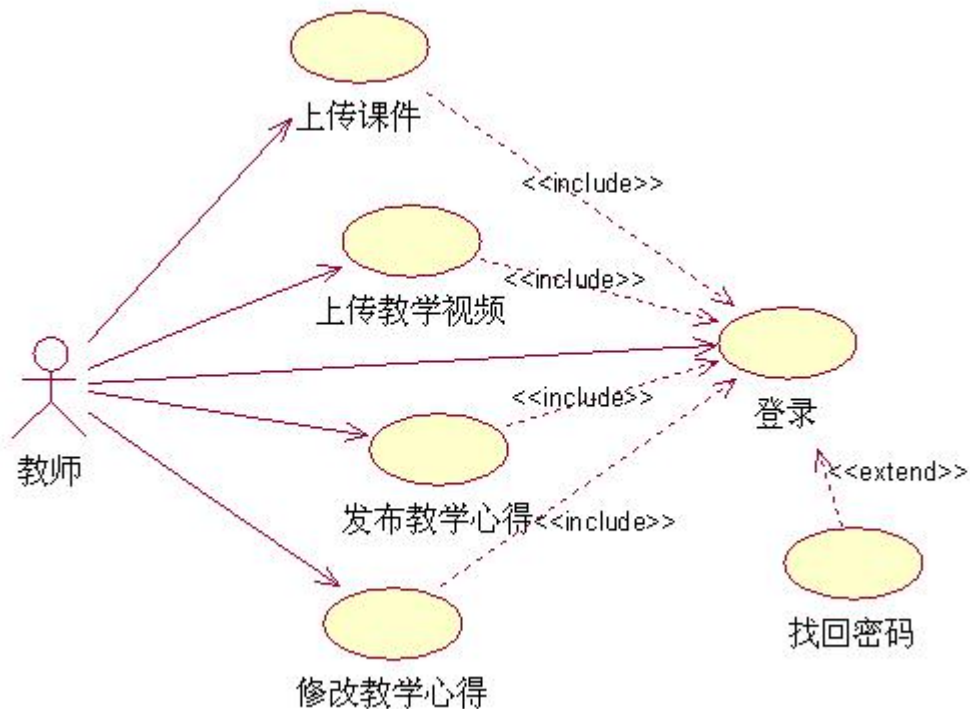 上传课件
<<include>>
<<include>>
上传教学视频
<<include>>
登录
教师
<<extend>>
发布教学心得
<<include>>
找回密码
修改教学心得